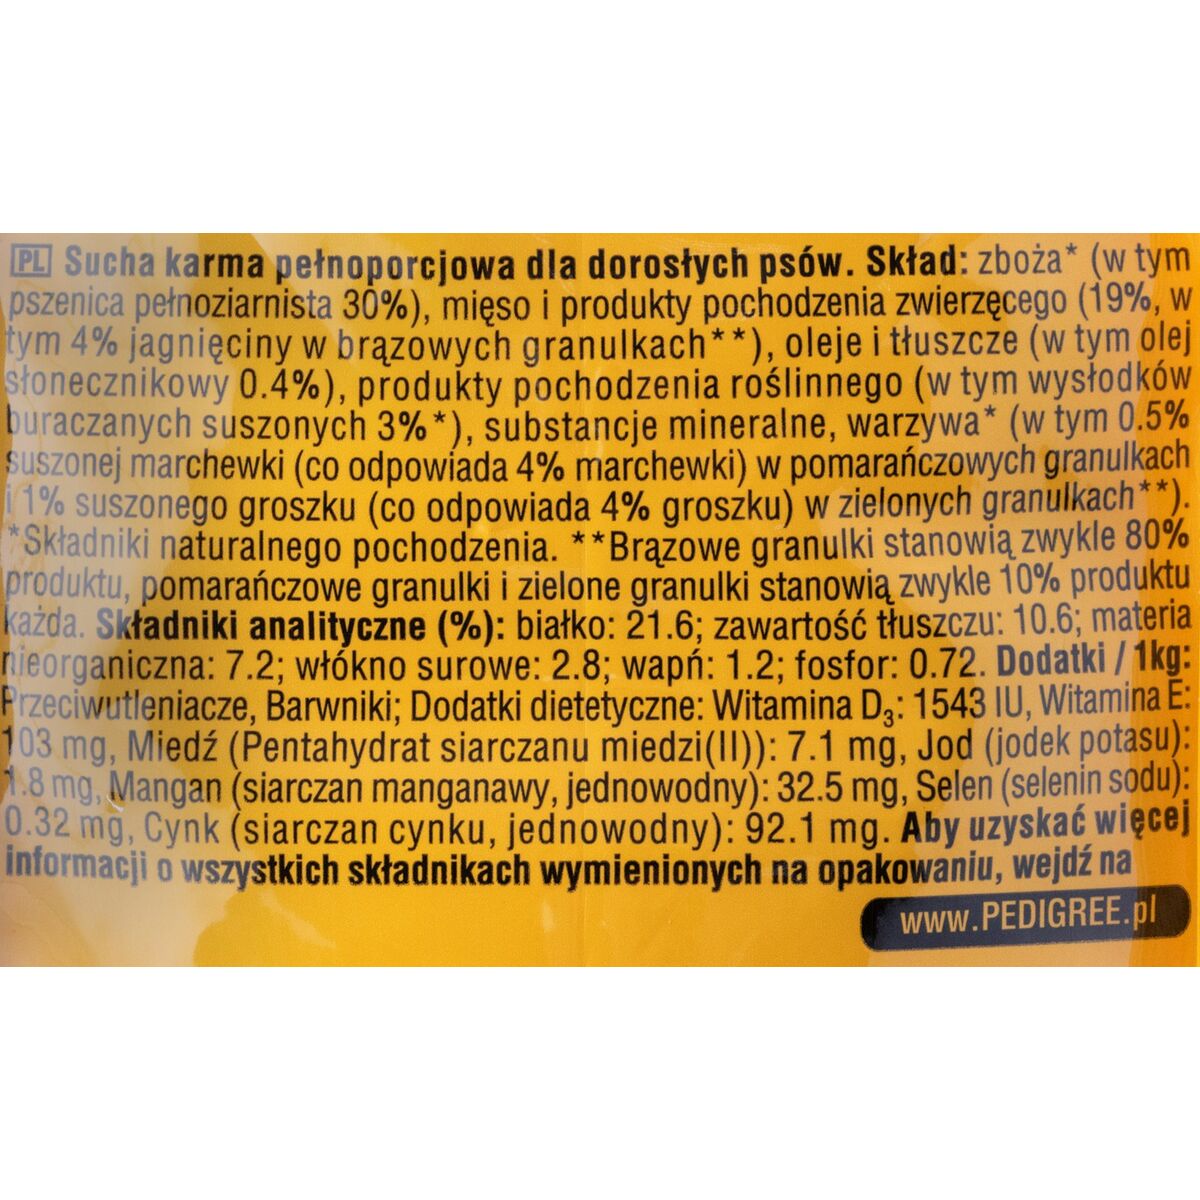 PL Sucha karma pełnoporcjowa dla dorosłych psów. Skład: zboża* (w tym
pszenica pełnoziarnista 30%), mięso i produkty pochodzenia zwierzęcego (19%, w
tym 4% jagnięciny w brązowych granulkach**), oleje i tłuszcze (w tym olej
słonecznikowy 0.4%), produkty pochodzenia roślinnego (w tym wysłodków
buraczanych suszonych 3%*), substancje mineralne, warzywa* (w tym 0.5%
suszonej marchewki (co odpowiada 4% marchewki) w pomarańczowych granulkach
i 1% suszonego groszku (co odpowiada 4% groszku) w zielonych granulkach**).
*Składniki naturalnego pochodzenia. **Brązowe granulki stanowią zwykle 80%
produktu, pomarańczowe granulki i zielone granulki stanowią zwykle 10% produktu
każda. Składniki analityczne (%): białko: 21.6; zawartość tłuszczu: 10.6; materia
nieorganiczna: 7.2; włókno surowe: 2.8; wapń: 1.2; fosfor: 0.72. Dodatki / 1kg:
Przeciwutleniacze, Barwniki; Dodatki dietetyczne: Witamina D₃: 1543 IU, Witamina E:
103 mg, Miedź (Pentahydrat siarczanu miedzi(II)): 7.1 mg, Jod (jodek potasu):
1.8 mg, Mangan (siarczan manganawy, jednowodny): 32.5 mg, Selen (selenin sodu):
0.32 mg, Cynk (siarczan cynku, jednowodny): 92.1 mg. Aby uzyskać więcej
informacji o wszystkich składnikach wymienionych na opakowaniu, wejdź na
www.PEDIGREE.pl